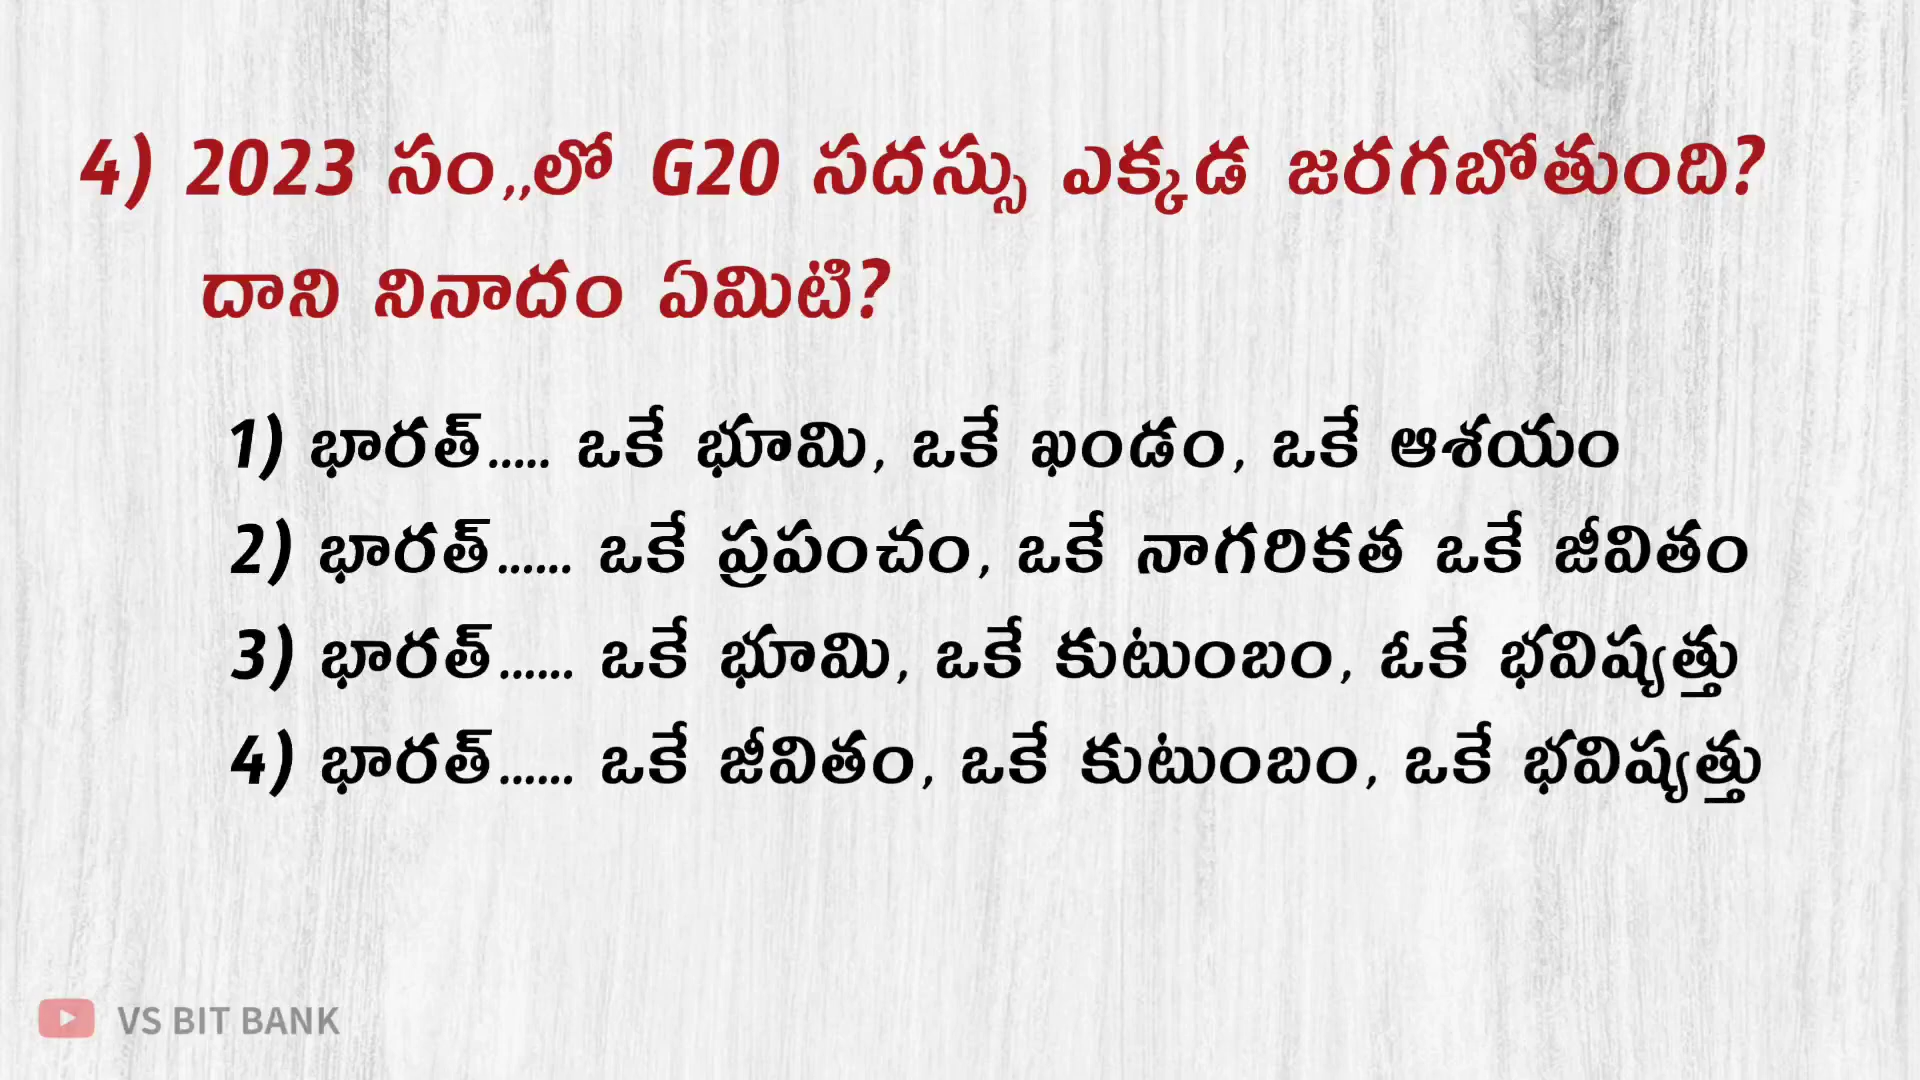 4) 2023 సం,,లో G20 సదస్సు ఎక్కడ జరగబోతుంది?
దాని నినాదం ఏమిటి?
1) భారత్..... ఒకే భూమి, ఒకే ఖండం, ఒకే ఆశయం
2) భారత్...... ఒకే ప్రపంచం, ఒకే నాగరికత ఒకే జీవితం
3) భారత్...... ఒకే భూమి, ఒకే కుటుంబం, ఓకే భవిష్యత్తు
4) భారత్...... ఒకే జీవితం, ఒకే కుటుంబం, ఒకే భవిష్యత్తు
VS BIT BANK